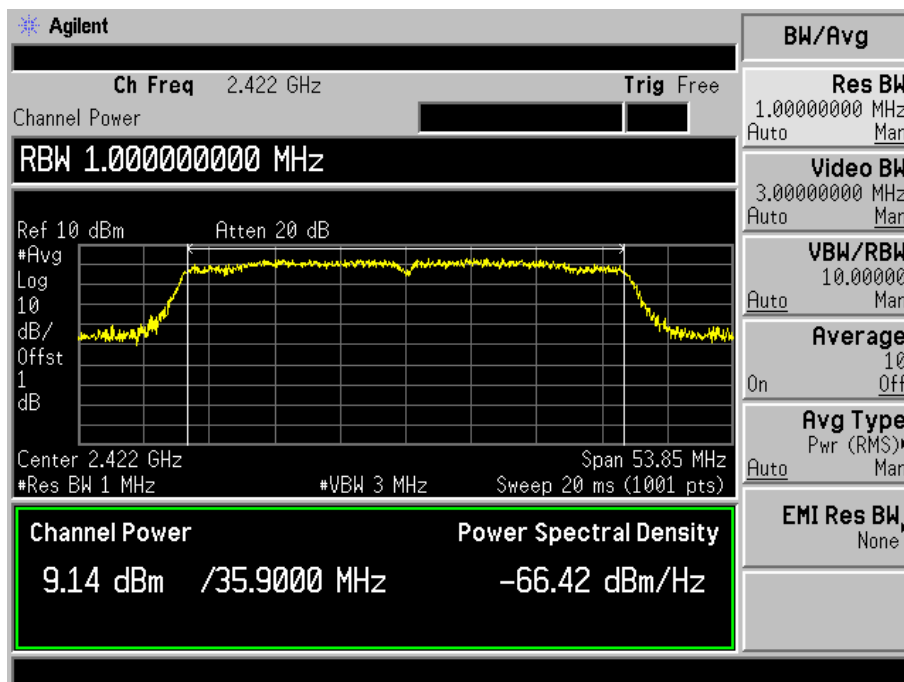 Agilent
Ch Freq 2.422 GHz Trig Free
Channel Power
RBW 1.000000000 MHz
Ref 10 dBm Atten 20 dB
#Avg
Log
10
dB/
Offst
1
dB
Center 2.422 GHz Span 53.85 MHz
#Res BW 1 MHz #VBW 3 MHz Sweep 20 ms (1001 pts)
Channel Power Power Spectral Density
9.14 dBm /35.9000 MHz -66.42 dBm/Hz
BW/Avg
Res BW
1.00000000 MHz
Auto Man
Video BW
3.00000000 MHz
Auto Man
VBW/RBW
10.00000
Auto Man
Average
10
On Off
Avg Type
Pwr (RMS)
Auto Man
EMI Res BW
None